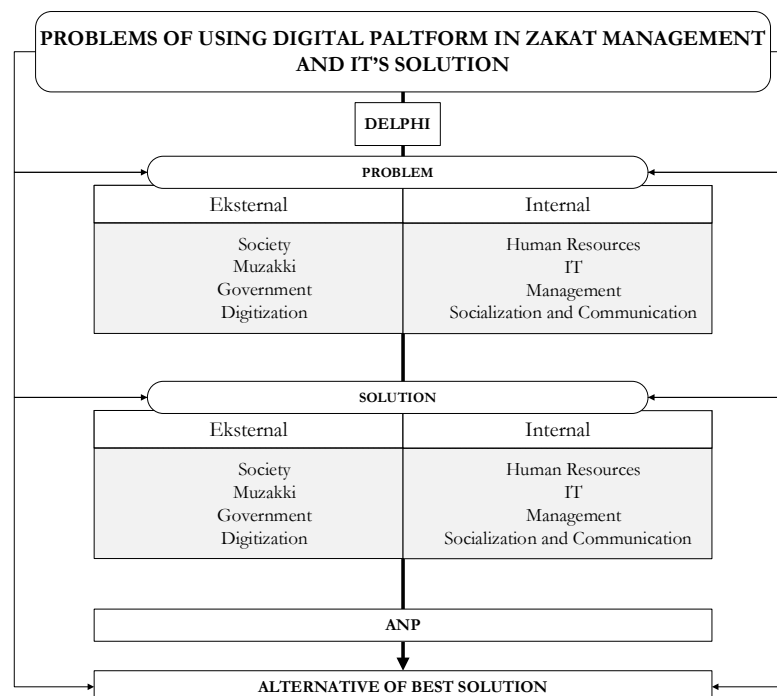 PROBLEMS OF USING DIGITAL PALTFORM IN ZAKAT MANAGEMENT
AND IT'S SOLUTION
DELPHI
PROBLEM
Eksternal
Internal
Society
Muzakki
Government
Digitization
Human Resources
IT
Management
Socialization and Communication
SOLUTION
Eksternal
Internal
Society
Muzakki
Government
Digitization
Human Resources
IT
Management
Socialization and Communication
ANP
ALTERNATIVE OF BEST SOLUTION